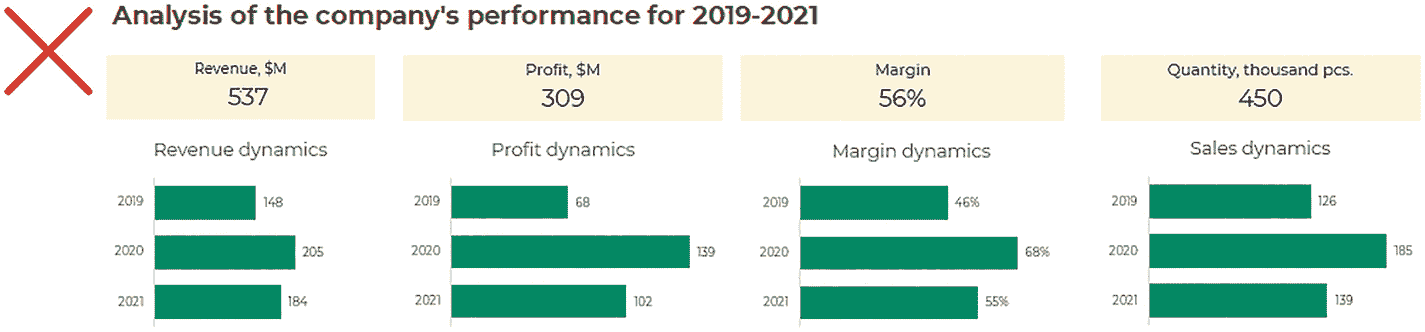 Analysis of the company's performance for 2019-2021
Revenue, $M
537
Profit, $M
309
Margin
56%
Quantity, thousand pcs.
450
Revenue dynamics
2019 148
2020 205
2021 184
Profit dynamics
2019 68
2020 139
2021 102
Margin dynamics
2019 46%
2020 68%
2021 55%
Sales dynamics
2019 126
2020 185
2021 139